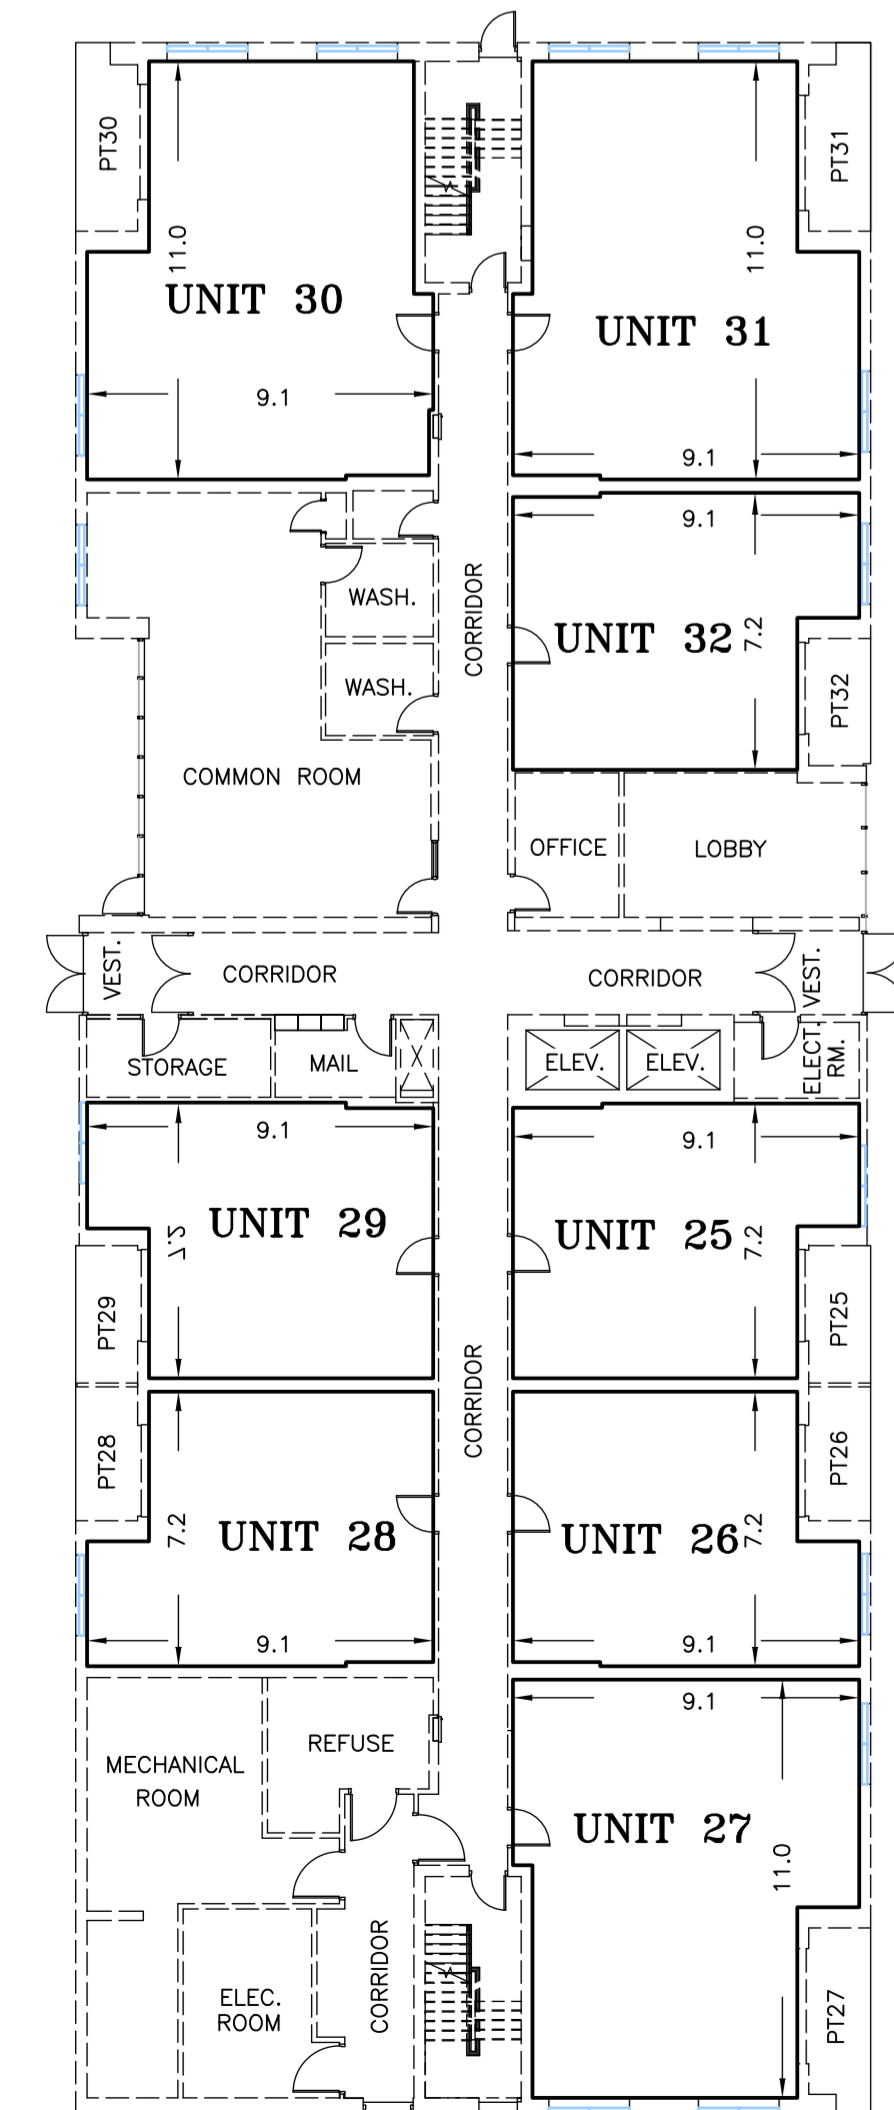 PT30
11.0
UNIT 30
9.1
PT31
11.0
UNIT 31
9.1
WASH.
WASH.
COMMON ROOM
CORRIDOR
9.1
UNIT 32
7.2
PT32
OFFICE
LOBBY
VEST.
CORRIDOR
CORRIDOR
VEST.
STORAGE
MAIL
ELEV.
ELEV.
ELECT.
RM.
9.1
UNIT 29
7.2
PT29
9.1
UNIT 25
7.2
PT25
CORRIDOR
PT28
7.2
UNIT 28
9.1
UNIT 26
7.2
PT26
9.1
MECHANICAL
ROOM
REFUSE
9.1
UNIT 27
11.0
PT27
ELEC.
ROOM
CORRIDOR